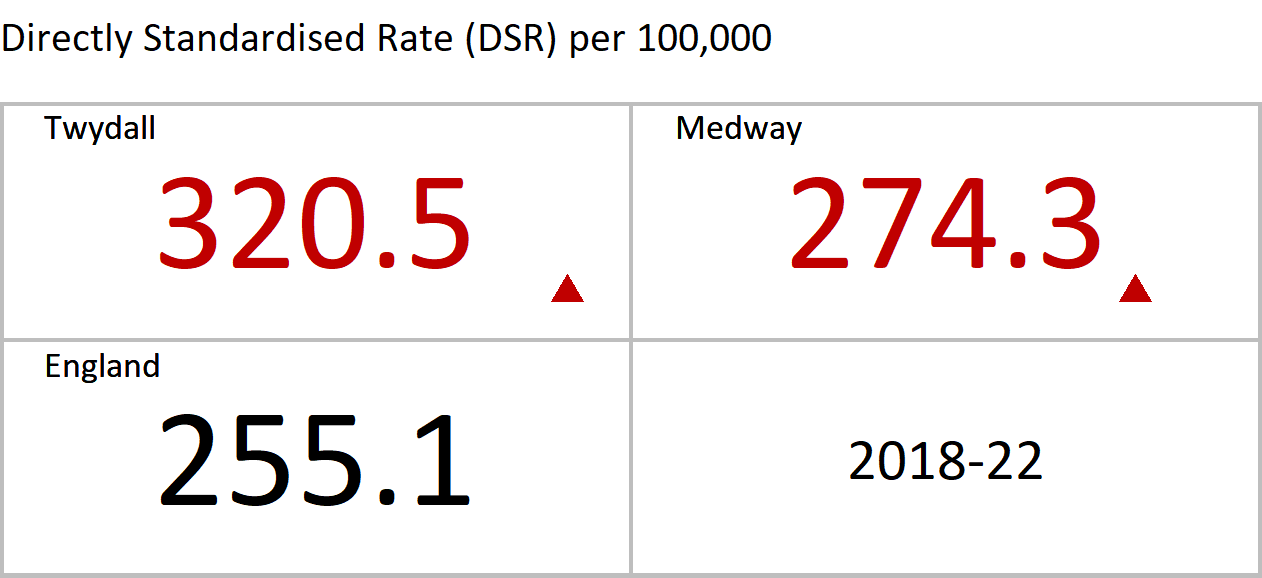 Directly Standardised Rate (DSR) per 100,000
Twydall
320.5
Medway
274.3
England
255.1
2018-22